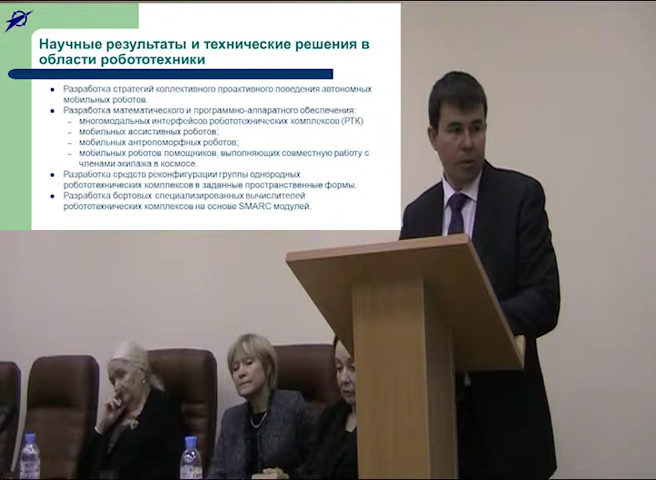 Научные результаты и технические решения в
области робототехники
Разработка стратегий коллективного проактивного поведения автономных
мобильных роботов.
Разработка математического и программно-аппаратного обеспечения:
– многомодальных интерфейсов робототехнических комплексов (РТК)
– мобильных ассистивных роботов;
– мобильных антропоморфных роботов;
– мобильных роботов помощников, выполняющих совместную работу с
членами экипажа в космосе.
Разработка средств реконфигурации группы однородных
робототехнических комплексов в заданные пространственные формы.
Разработка бортовых специализированных вычислителей
робототехнических комплексов на основе SMARC модулей.